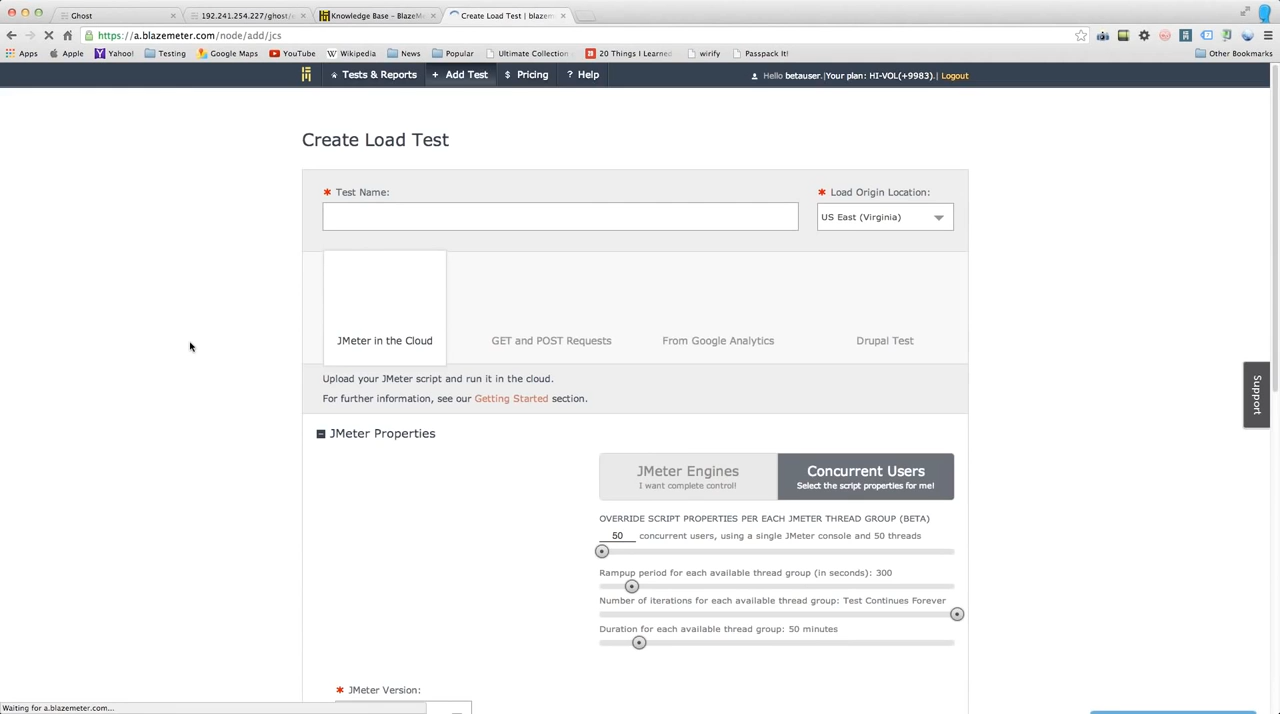 Ghost
192.241.254.227/ghost/e
Knowledge Base – BlazeMe
Create Load Test | blazem
https://a.blazemeter.com/node/add/jcs
Apps
Apple
Yahoo!
Testing
Google Maps
YouTube
Wikipedia
News
Popular
Ultimate Collection
20 Things I Learned
wirify
Passpack It!
Other Bookmarks
Tests & Reports
+ Add Test
$ Pricing
? Help
Hello betauser.|Your plan: HI-VOL(+9983).| Logout
Create Load Test
* Test Name:
* Load Origin Location:
US East (Virginia)
JMeter in the Cloud
GET and POST Requests
From Google Analytics
Drupal Test
Upload your JMeter script and run it in the cloud.
For further information, see our Getting Started section.
JMeter Properties
JMeter Engines
I want complete control!
Concurrent Users
Select the script properties for me!
OVERRIDE SCRIPT PROPERTIES PER EACH JMETER THREAD GROUP (BETA)
50 concurrent users, using a single JMeter console and 50 threads
Rampup period for each available thread group (in seconds): 300
Number of iterations for each available thread group: Test Continues Forever
Duration for each available thread group: 50 minutes
* JMeter Version:
Support
Waiting for a.blazemeter.com...